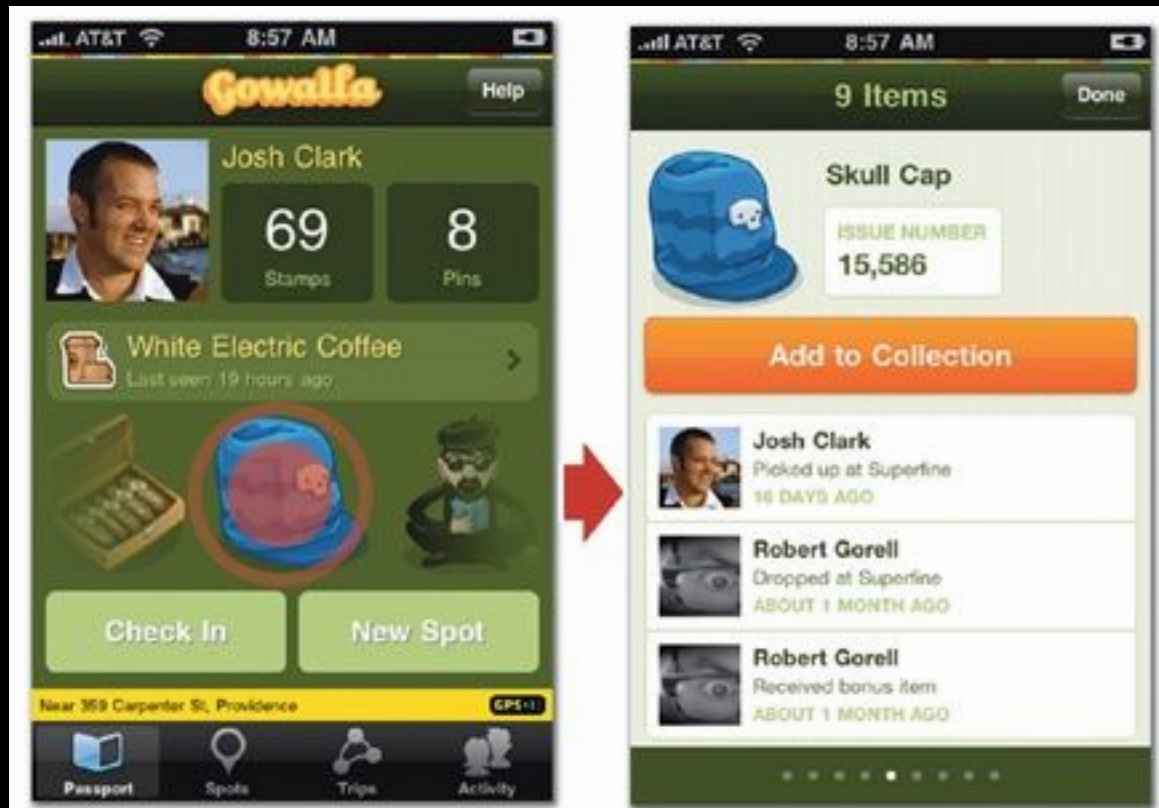 AT&T 8:57 AM
Gowalla Help
Josh Clark
69 8
Stamps Pins
White Electric Coffee
Last seen 19 hours ago
Check In New Spot
Near 359 Carpenter St, Providence GPS
Passport Spots Trips Activity
AT&T 8:57 AM
9 Items Done
Skull Cap
ISSUE NUMBER
15,586
Add to Collection
Josh Clark
Picked up at Superfine
16 DAYS AGO
Robert Gorell
Dropped at Superfine
ABOUT 1 MONTH AGO
Robert Gorell
Received bonus item
ABOUT 1 MONTH AGO